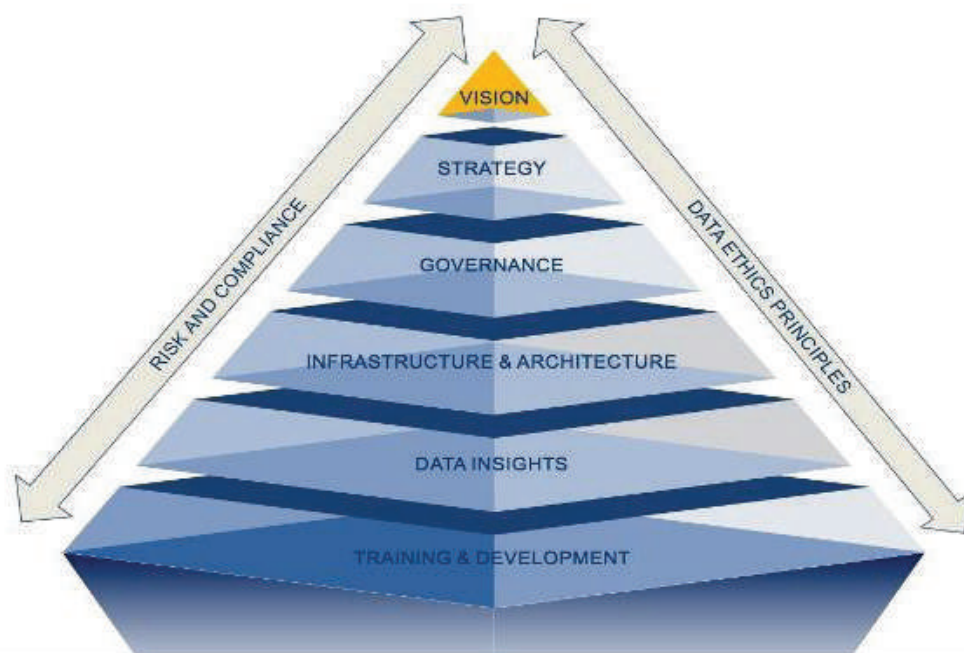 VISION
STRATEGY
GOVERNANCE
INFRASTRUCTURE & ARCHITECTURE
DATA INSIGHTS
TRAINING & DEVELOPMENT
RISK AND COMPLIANCE
DATA ETHICS PRINCIPLES